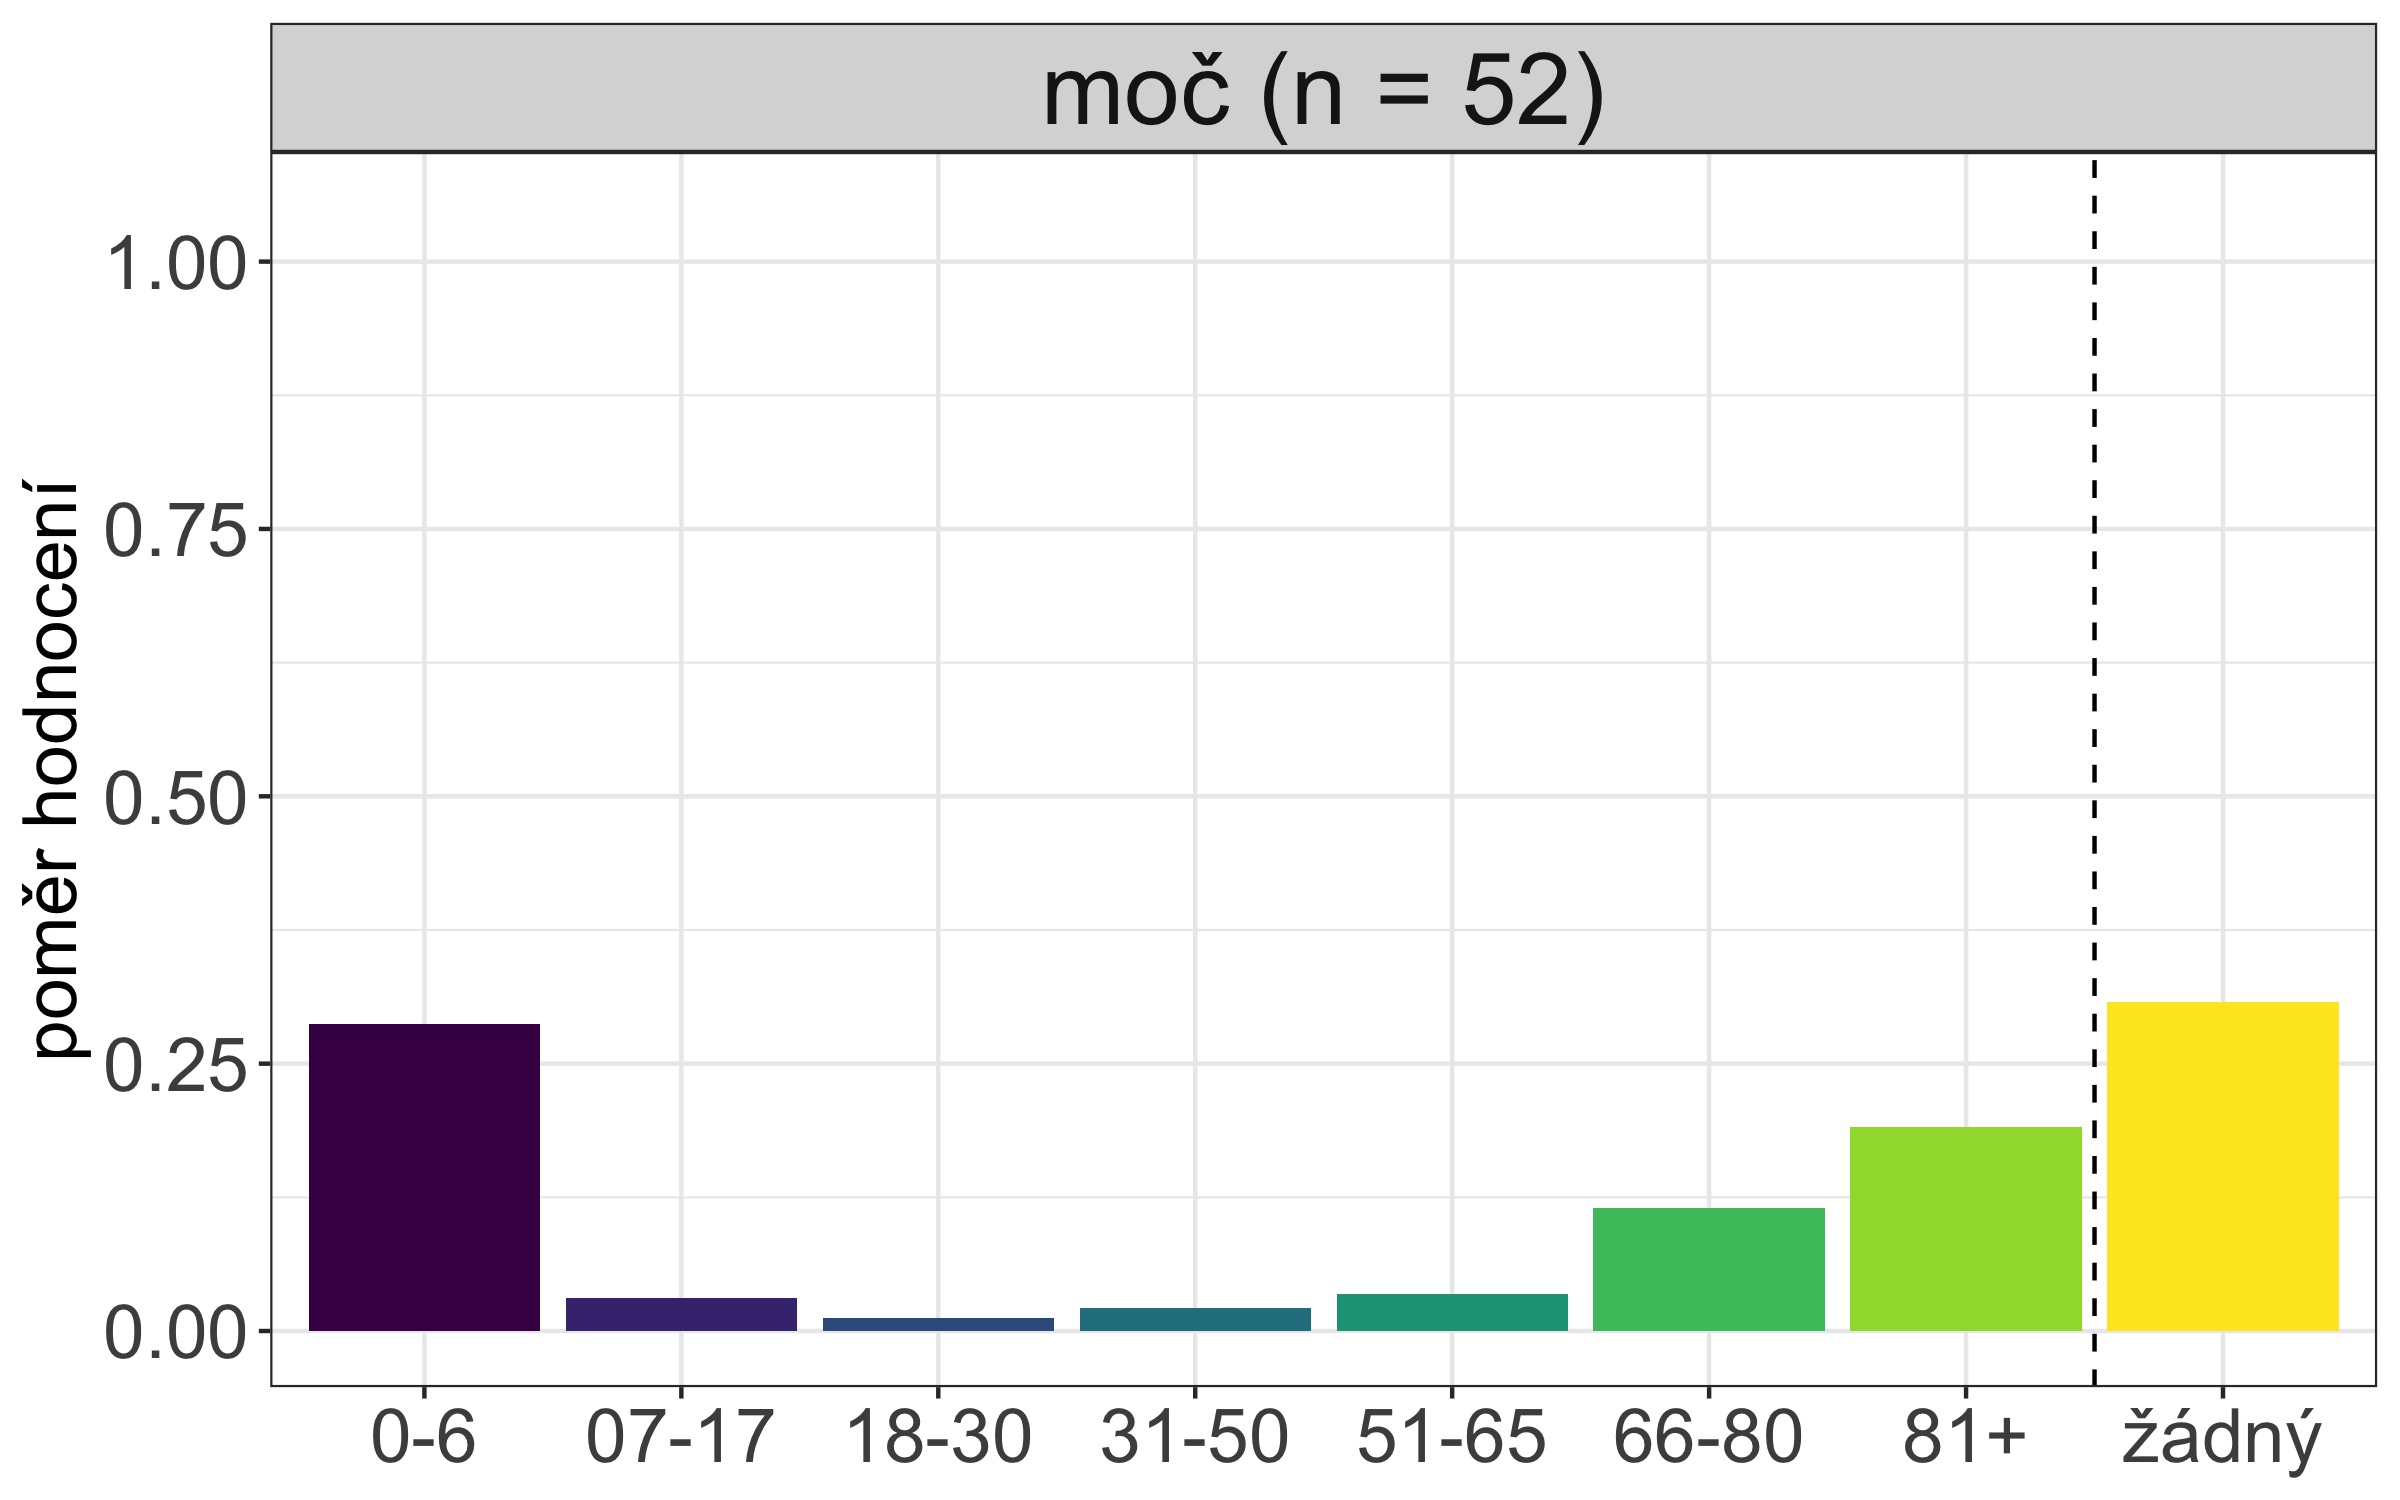 moč (n = 52)
poměr hodnocení
1.00
0.75
0.50
0.25
0.00
0-6 07-17 18-30 31-50 51-65 66-80 81+ žádný